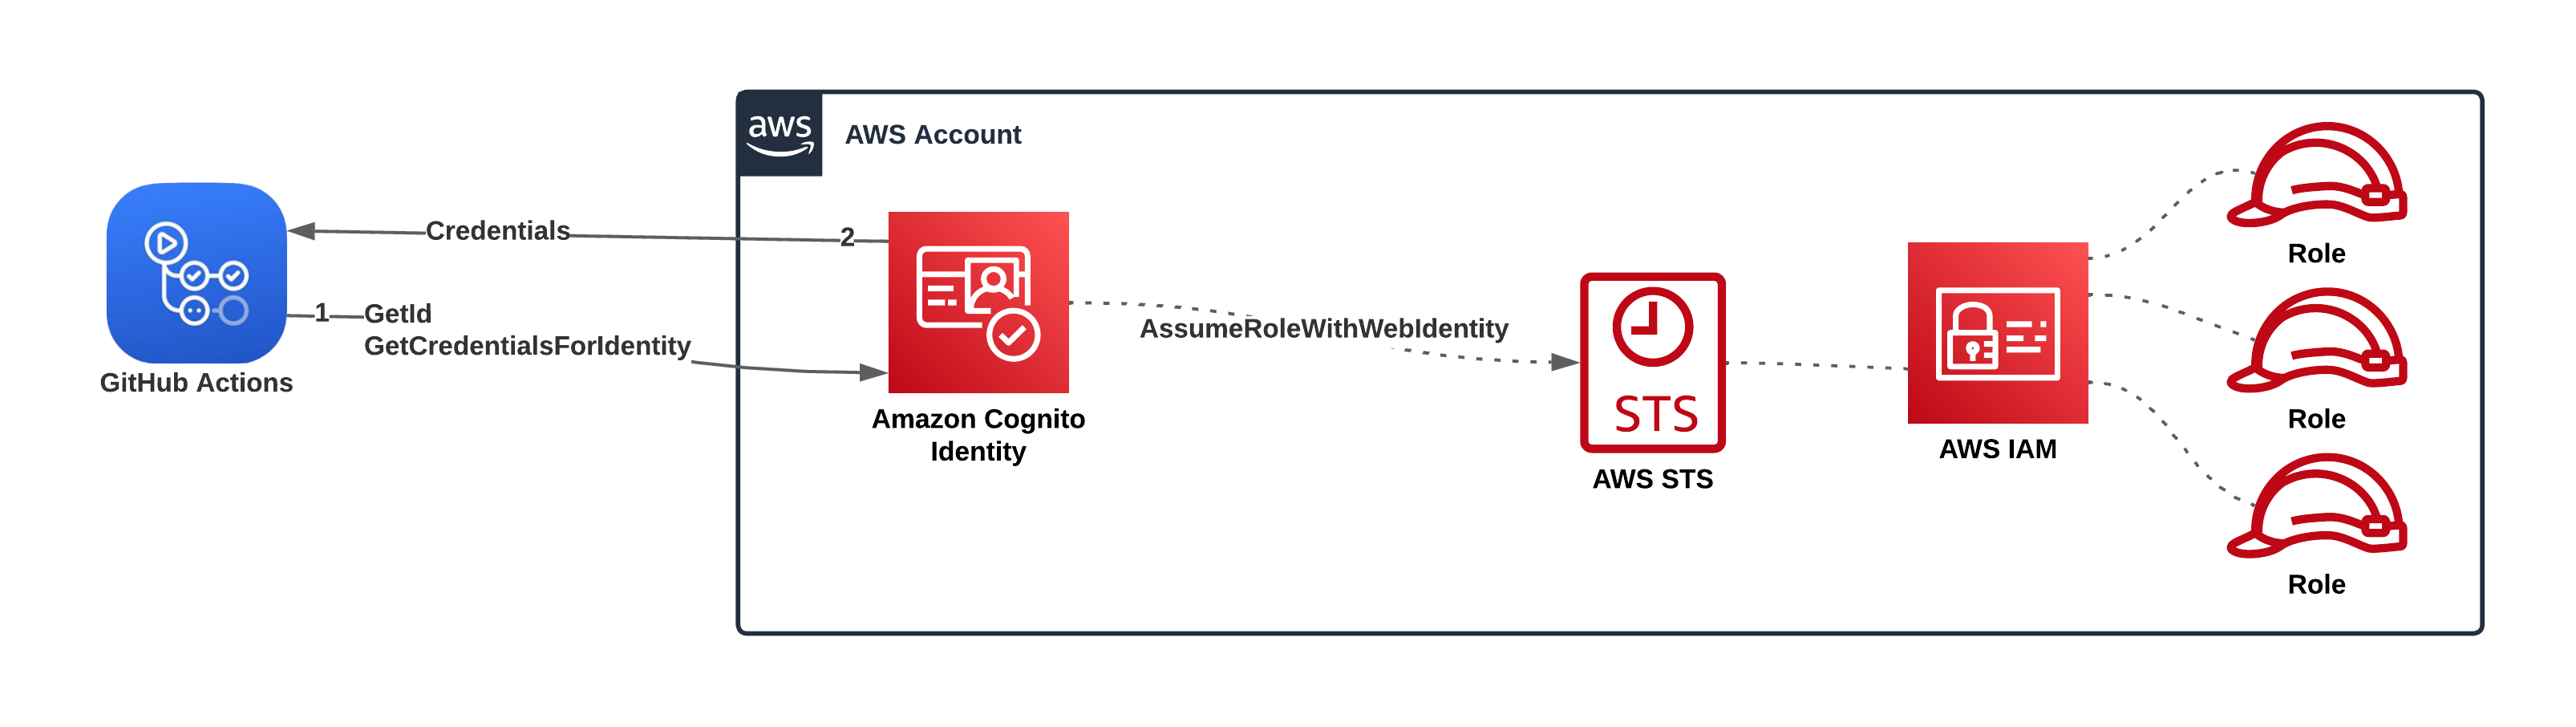 aws
AWS Account
Credentials
2
1
GetId
GetCredentialsForIdentity
GitHub Actions
Amazon Cognito
Identity
AssumeRoleWithWebIdentity
STS
AWS STS
AWS IAM
Role
Role
Role